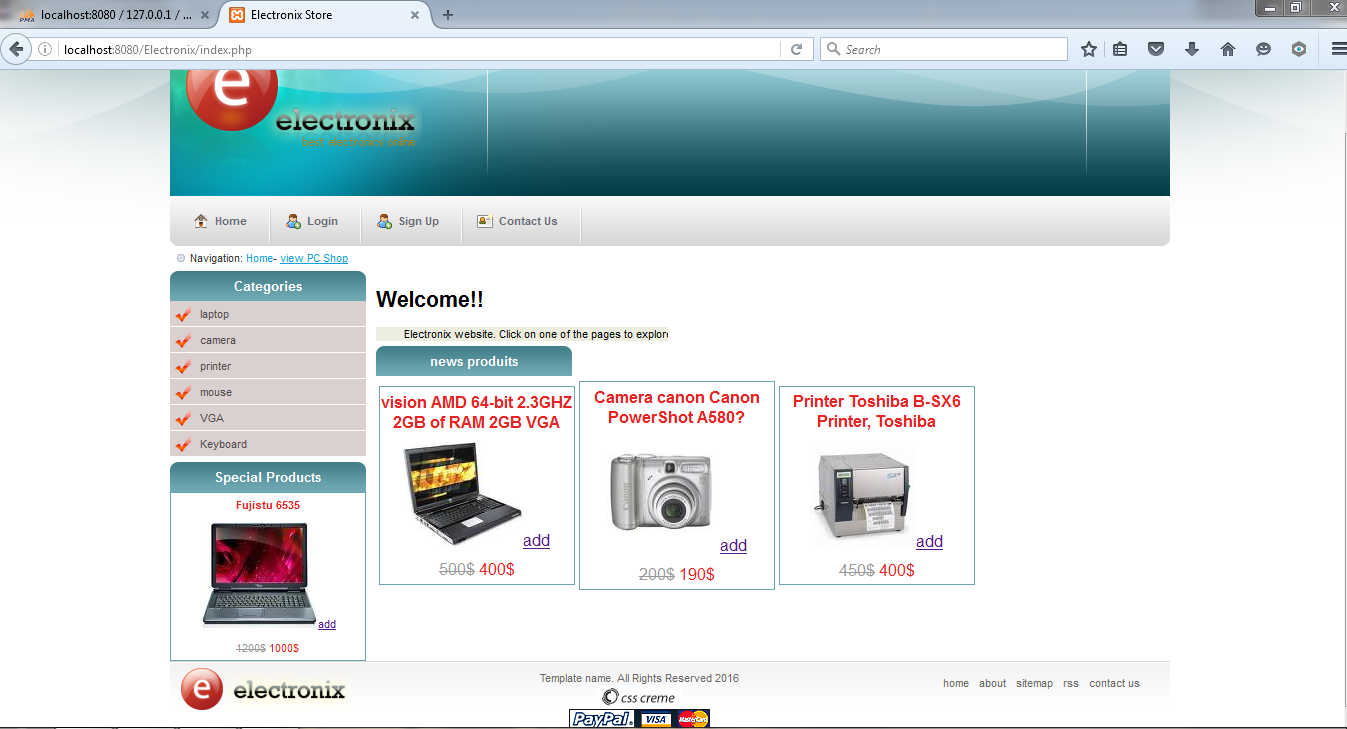 localhost:8080 / 127.0.0.1 / ...
Electronix Store
localhost:8080/Electronix/index.php
Search
e
electronix
Home
Login
Sign Up
Contact Us
Navigation: Home- view PC Shop
Categories
laptop
camera
printer
mouse
VGA
Keyboard
Special Products
Fujistu 6535
add
1200$ 1000$
Welcome!!
Electronix website. Click on one of the pages to explore
news produits
vision AMD 64-bit 2.3GHZ
2GB of RAM 2GB VGA
add
500$ 400$
Camera canon Canon
PowerShot A580?
Canon
add
200$ 190$
Printer Toshiba B-SX6
Printer, Toshiba
add
450$ 400$
e
electronix
Template name. All Rights Reserved 2016
css creme
PayPal VISA MasterCard
home about sitemap rss contact us